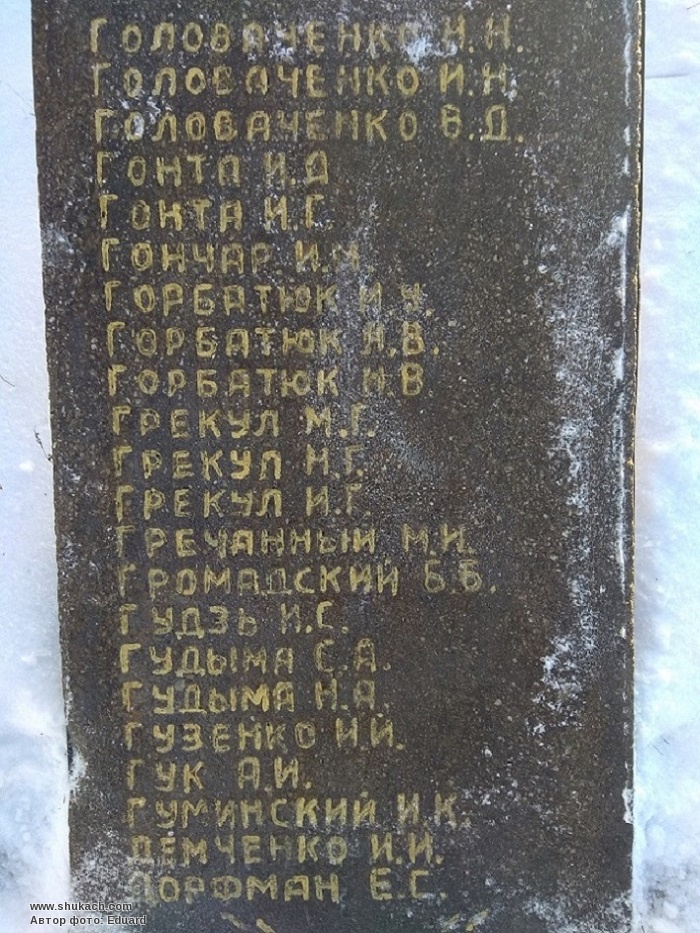 ГОЛОВАЧЕНКО Н.Н.
ГОЛОВАЧЕНКО И.Н.
ГОЛОВАЧЕНКО В.Д.
ГОНТА И.Д
ГОНТА И.Г.
ГОНЧАР И.М
ГОРБАТЮК
ГОРБАТЮК Н.В.
ГОРБАТЮК И В
ГРЕКУЛ М.Г.
ГРЕКУЛ Н.Г.
ГРЕКУЛ И.Г.
ГРЕЧАННЫЙ М.И.
ГРОМАДСКИЙ Б.Б.
ГУДЗЬ И.С.
ГУДЫМА С.А.
ГУДЫМА Н.А.
ГУЗЕНКО И.И.
ГУК А.И.
ГУМИНСКИЙ И.К.
ДЕМЧЕНКО И.И.
ДОРФМАН Е.С.
www.shukach.com
Автор фото: Eduard